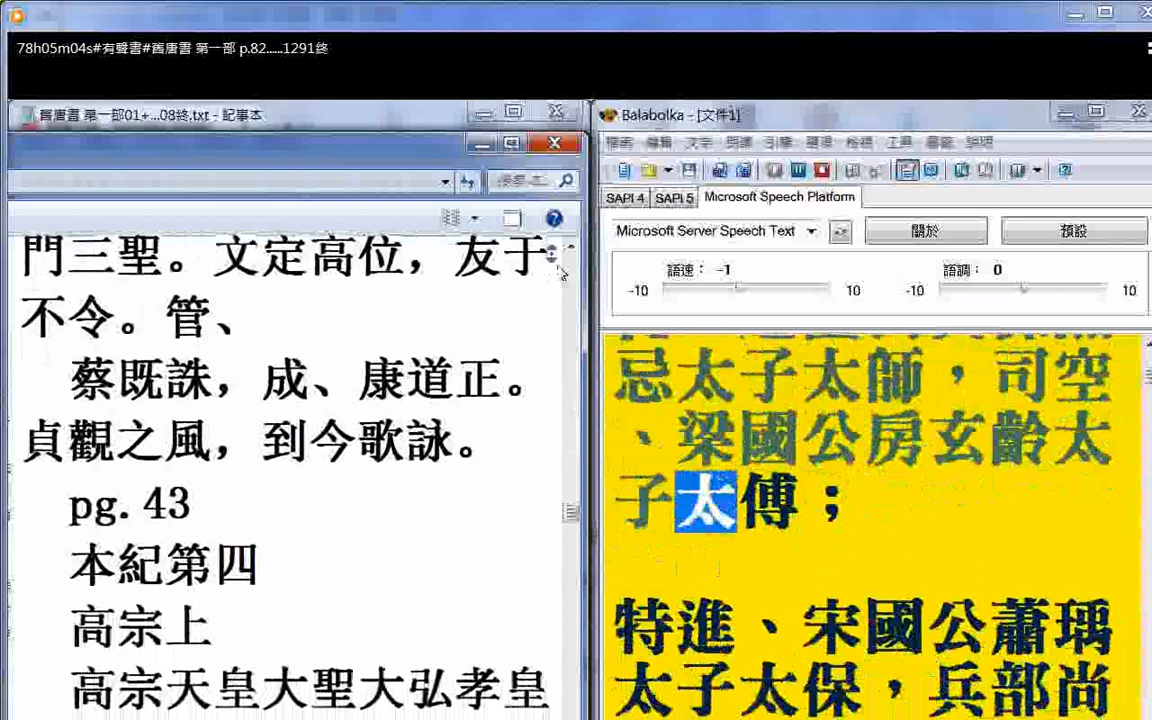 78h05m04s#有聲書#舊唐書 第一部 p.82......1291终
舊唐書 第一部01+...08終.txt - 記事本
Balabolka - [文件1]
SAPI 4
SAPI 5
Microsoft Speech Platform
Microsoft Server Speech Text
關於
預設
語速： -1
語調： 0
-10
10
-10
10
門三聖。文定高位，友于
不令。管、
蔡既誅，成、康道正。
貞觀之風，到今歌詠。
pg. 43
本紀第四
高宗上
高宗天皇大聖大弘孝皇
忌太子太師，司空
、梁國公房玄齡太
子太傅；
特進、宋國公蕭瑀
太子太保，兵部尚